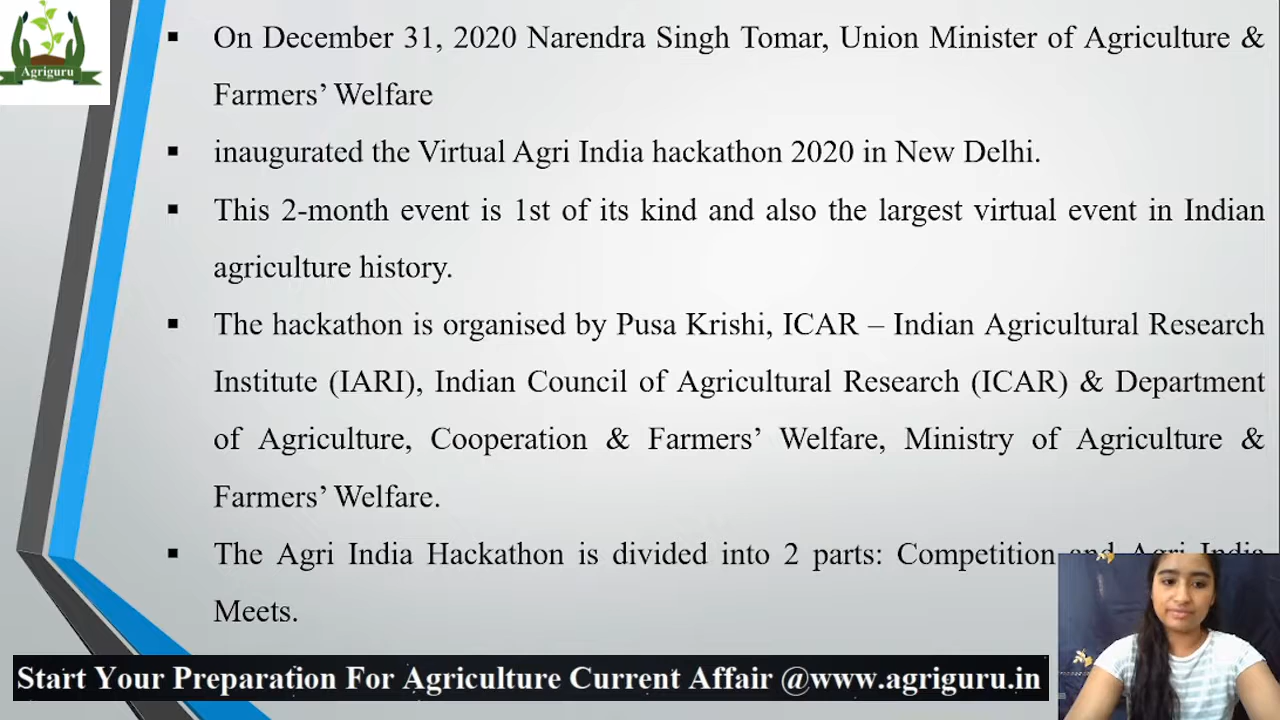 Agriguru
On December 31, 2020 Narendra Singh Tomar, Union Minister of Agriculture &
Farmers’ Welfare
inaugurated the Virtual Agri India hackathon 2020 in New Delhi.
This 2-month event is 1st of its kind and also the largest virtual event in Indian
agriculture history.
The hackathon is organised by Pusa Krishi, ICAR – Indian Agricultural Research
Institute (IARI), Indian Council of Agricultural Research (ICAR) & Department
of Agriculture, Cooperation & Farmers’ Welfare, Ministry of Agriculture &
Farmers’ Welfare.
The Agri India Hackathon is divided into 2 parts: Competition and Agri India
Meets.
Start Your Preparation For Agriculture Current Affair @www.agriguru.in